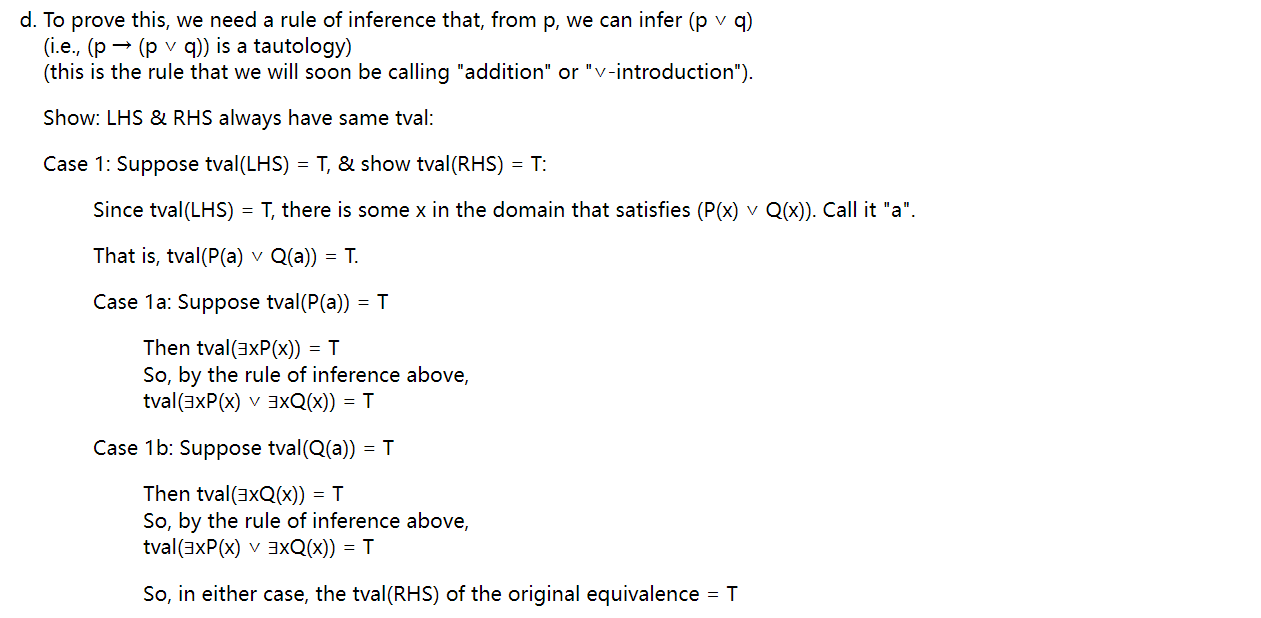 d. To prove this, we need a rule of inference that, from p, we can infer (p ∨ q)
(i.e., (p → (p ∨ q)) is a tautology)
(this is the rule that we will soon be calling "addition" or "∨-introduction").
Show: LHS & RHS always have same tval:
Case 1: Suppose tval(LHS) = T, & show tval(RHS) = T:
Since tval(LHS) = T, there is some x in the domain that satisfies (P(x) ∨ Q(x)). Call it "a".
That is, tval(P(a) ∨ Q(a)) = T.
Case 1a: Suppose tval(P(a)) = T
Then tval(∃xP(x)) = T
So, by the rule of inference above,
tval(∃xP(x) ∨ ∃xQ(x)) = T
Case 1b: Suppose tval(Q(a)) = T
Then tval(∃xQ(x)) = T
So, by the rule of inference above,
tval(∃xP(x) ∨ ∃xQ(x)) = T
So, in either case, the tval(RHS) of the original equivalence = T